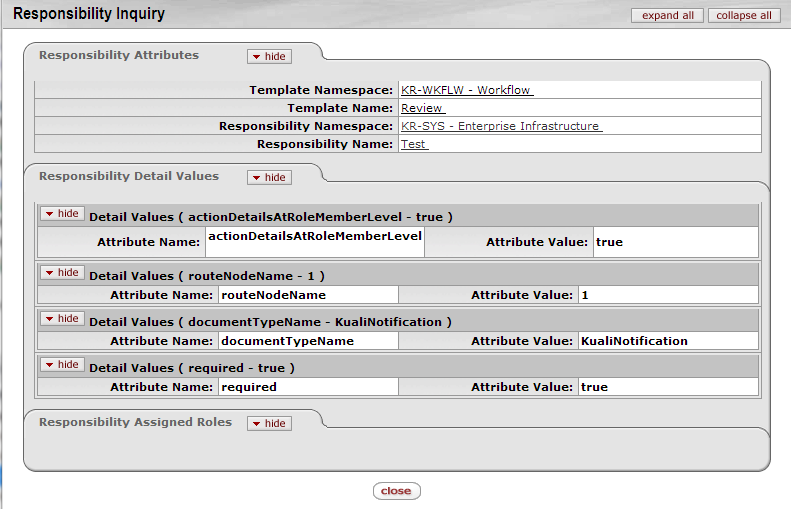 Responsibility Inquiry
expand all collapse all
Responsibility Attributes hide
Template Namespace: KR-WKFLW - Workflow
Template Name: Review
Responsibility Namespace: KR-SYS - Enterprise Infrastructure
Responsibility Name: Test
Responsibility Detail Values hide
hide Detail Values ( actionDetailsAtRoleMemberLevel - true )
Attribute Name: actionDetailsAtRoleMemberLevel Attribute Value: true
hide Detail Values ( routeNodeName - 1 )
Attribute Name: routeNodeName Attribute Value: 1
hide Detail Values ( documentTypeName - KualiNotification )
Attribute Name: documentTypeName Attribute Value: KualiNotification
hide Detail Values ( required - true )
Attribute Name: required Attribute Value: true
Responsibility Assigned Roles hide
close